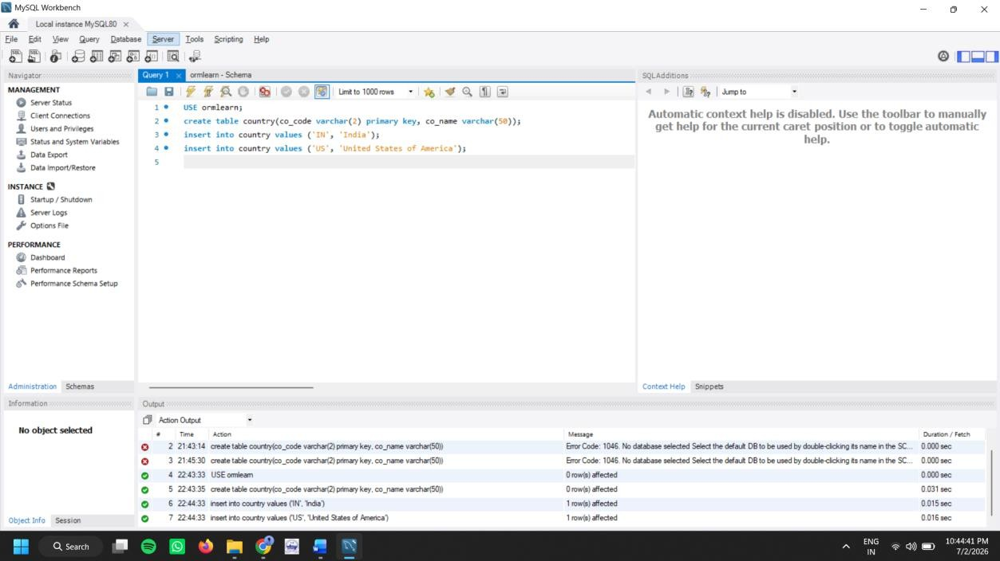 MySQL Workbench
Local instance MySQL80
File Edit View Query Database Server Tools Scripting Help
Navigator
MANAGEMENT
Server Status
Client Connections
Users and Privileges
Status and System Variables
Data Export
Data Import/Restore
INSTANCE
Startup / Shutdown
Server Logs
Options File
PERFORMANCE
Dashboard
Performance Reports
Performance Schema Setup
Administration Schemas
Information
No object selected
Object Info Session
Query 1 ormlearn - Schema
Limit to 1000 rows
1 USE ormlearn;
2 create table country(co_code varchar(2) primary key, co_name varchar(50));
3 insert into country values ('IN', 'India');
4 insert into country values ('US', 'United States of America');
5
SQLAdditions
Jump to
Automatic context help is disabled. Use the toolbar to manually
get help for the current caret position or to toggle automatic
help.
Context Help Snippets
Output
Action Output
# Time Action Message Duration / Fetch
2 21:43:14 create table country(co_code varchar(2) primary key, co_name varchar(50)) Error Code: 1046. No database selected Select the default DB to be used by double-clicking its name in the SC... 0.000 sec
3 21:45:30 create table country(co_code varchar(2) primary key, co_name varchar(50)) Error Code: 1046. No database selected Select the default DB to be used by double-clicking its name in the SC... 0.000 sec
4 22:43:33 USE ormlearn 0 row(s) affected 0.000 sec
5 22:43:35 create table country(co_code varchar(2) primary key, co_name varchar(50)) 0 row(s) affected 0.031 sec
6 22:44:33 insert into country values ('IN', 'India') 1 row(s) affected 0.015 sec
7 22:44:33 insert into country values ('US', 'United States of America') 1 row(s) affected 0.016 sec
Search
ENG
IN
10:44:41 PM
7/2/2026